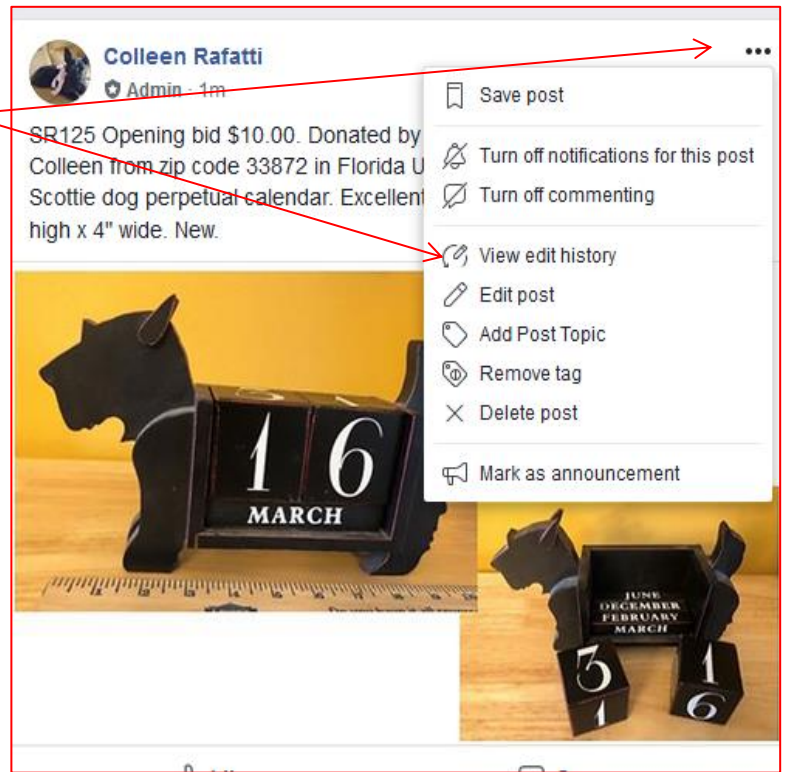 Colleen Rafatti
Admin · 1m
SR125 Opening bid $10.00. Donated by
Colleen from zip code 33872 in Florida U
Scottie dog perpetual calendar. Excellent
high x 4" wide. New.
Save post
Turn off notifications for this post
Turn off commenting
View edit history
Edit post
Add Post Topic
Remove tag
Delete post
Mark as announcement
1 6
MARCH
JUNE
DECEMBER
FEBRUARY
MARCH
3 1
1 6